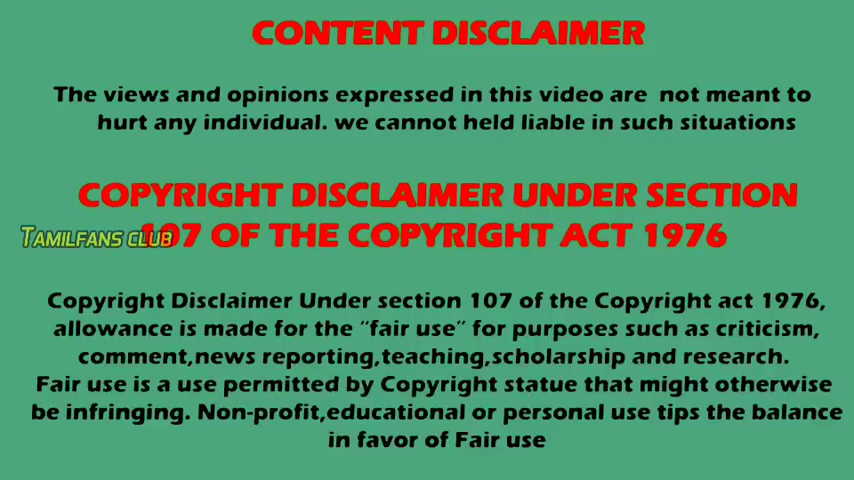 CONTENT DISCLAIMER
The views and opinions expressed in this video are not meant to
hurt any individual. we cannot held liable in such situations
COPYRIGHT DISCLAIMER UNDER SECTION
107 OF THE COPYRIGHT ACT 1976
TAMILFANS CLUB
Copyright Disclaimer Under section 107 of the Copyright act 1976,
allowance is made for the "fair use" for purposes such as criticism,
comment,news reporting,teaching,scholarship and research.
Fair use is a use permitted by Copyright statue that might otherwise
be infringing. Non-profit,educational or personal use tips the balance
in favor of Fair use